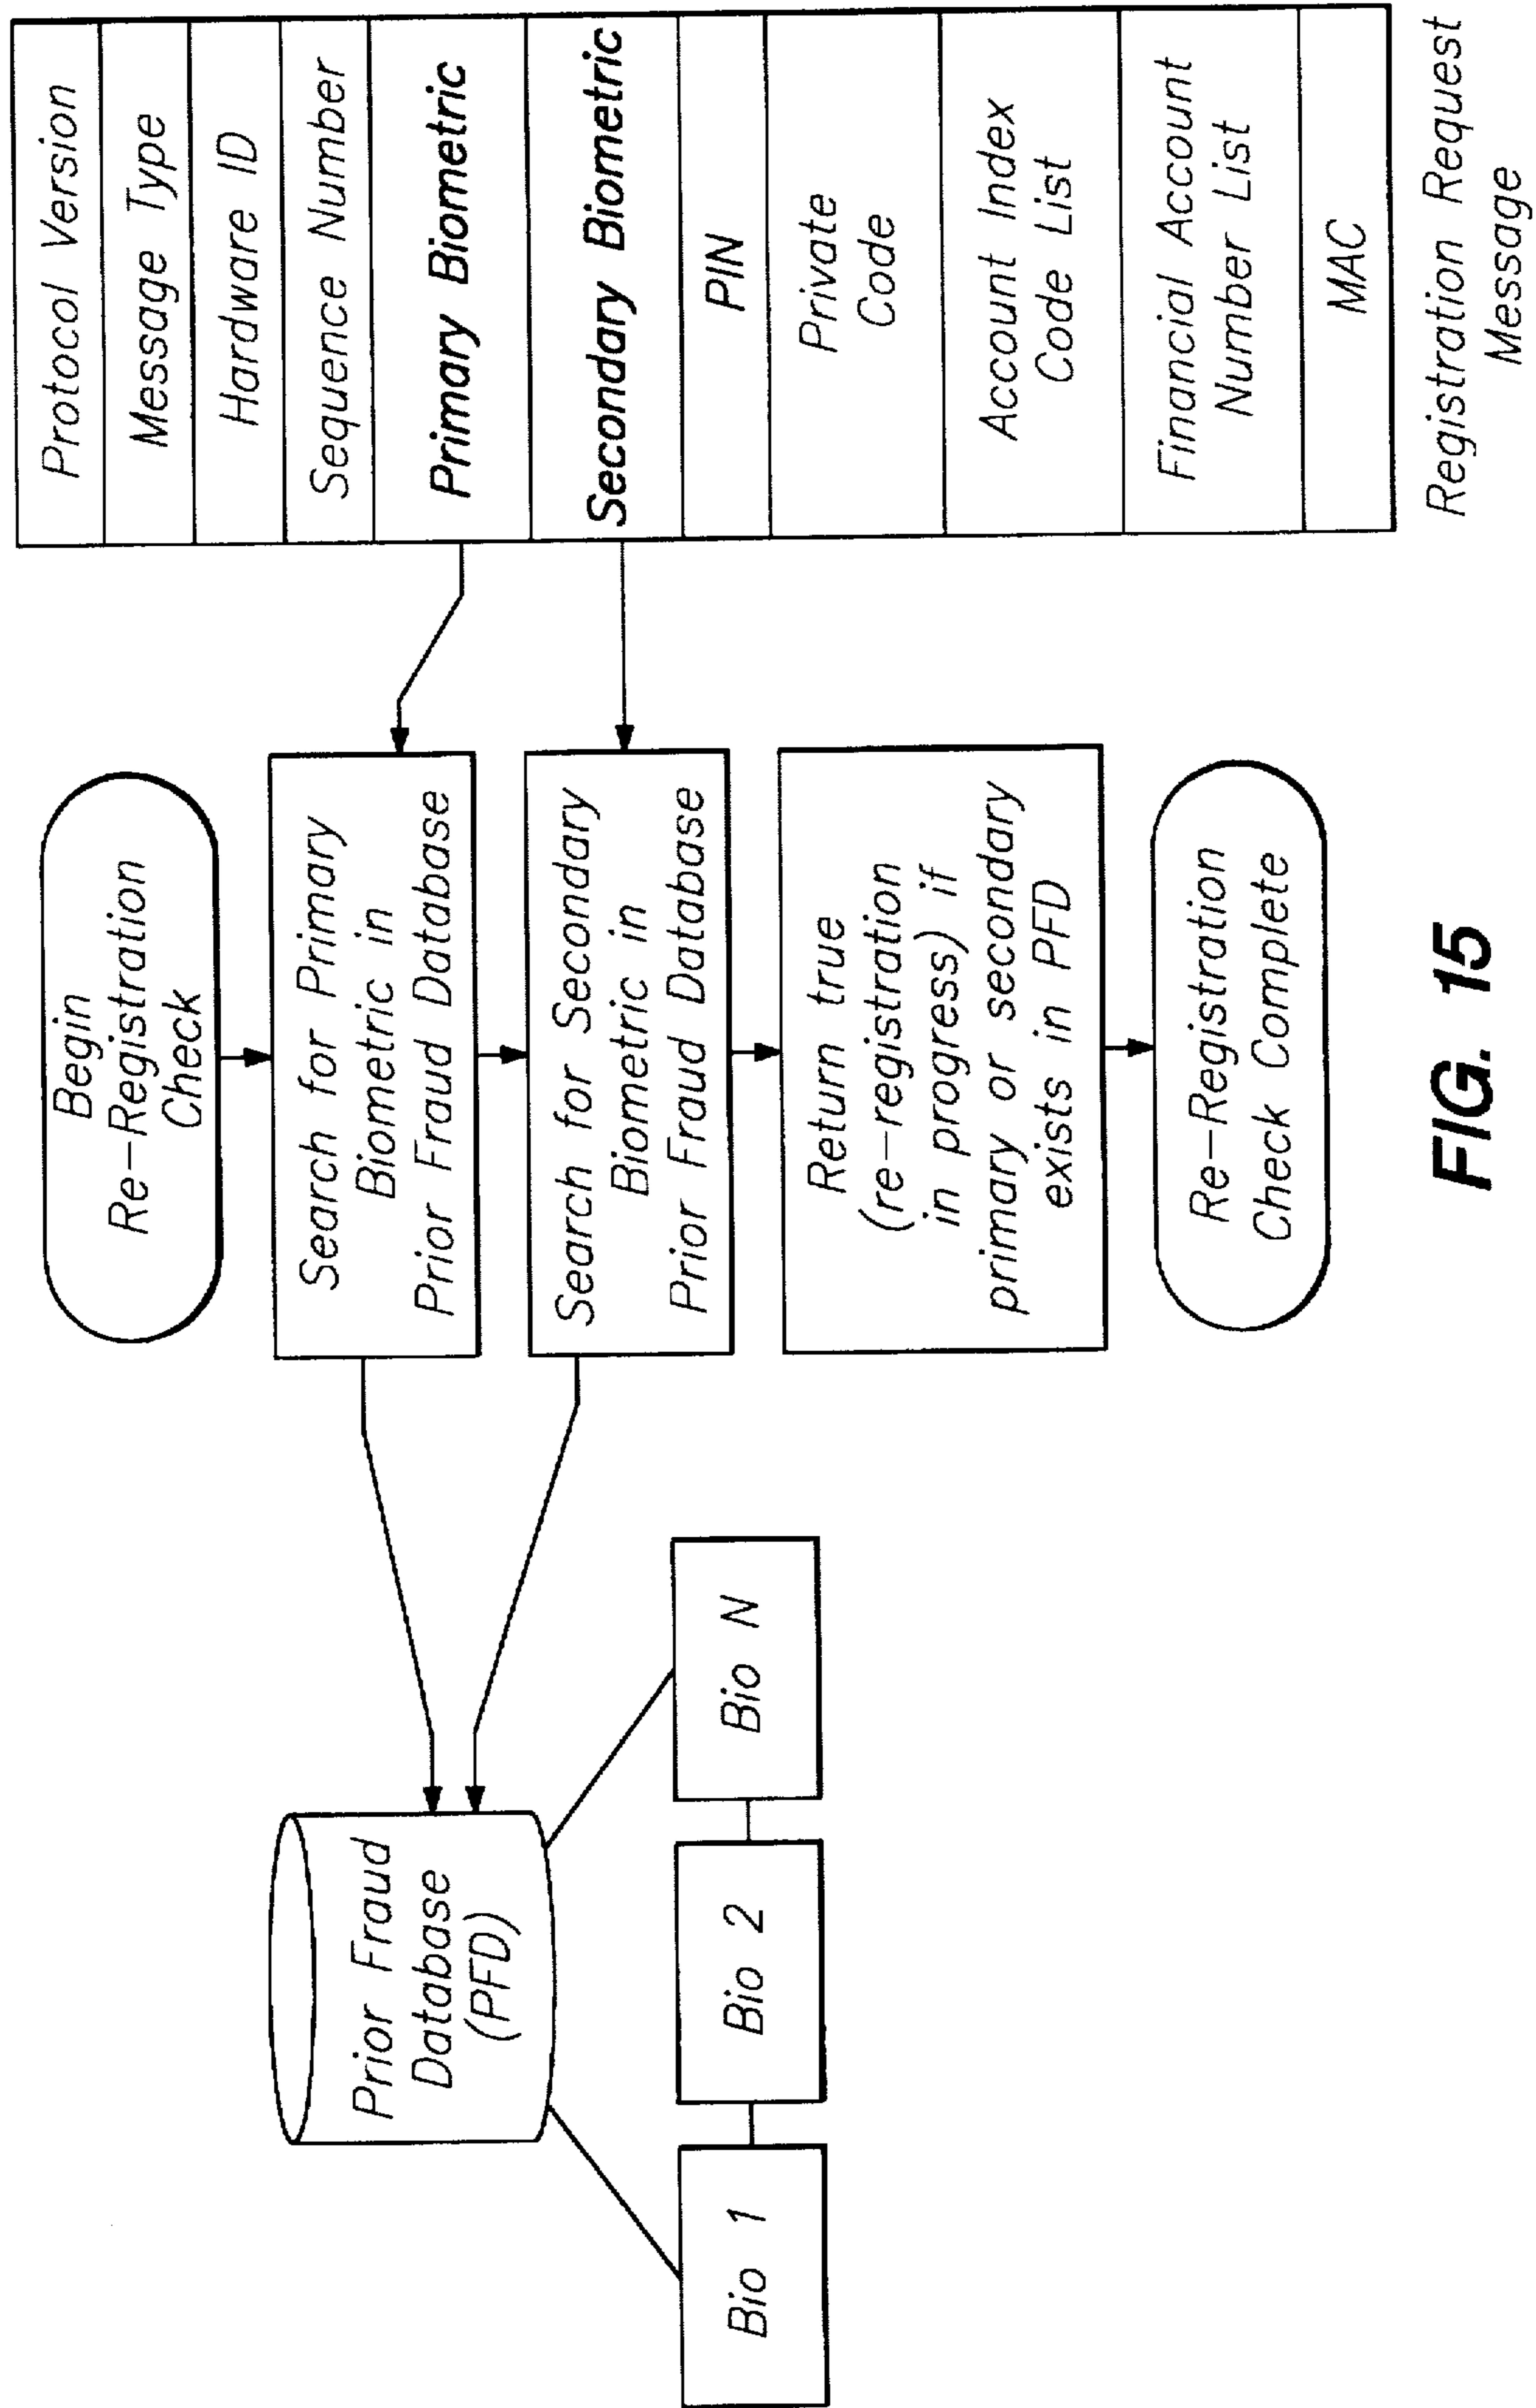 Prior Fraud
Database
(PFD)
Bio 1
Bio 2
Bio N
Begin
Re-Registration
Check
Search for Primary
Biometric in
Prior Fraud Database
Search for Secondary
Biometric in
Prior Fraud Database
Return true
(re-registration
in progress) if
primary or secondary
exists in PFD
Re-Registration
Check Complete
Protocol Version
Message Type
Hardware ID
Sequence Number
Primary Biometric
Secondary Biometric
PIN
Private
Code
Account Index
Code List
Financial Account
Number List
MAC
Registration Request
Message
FIG. 15